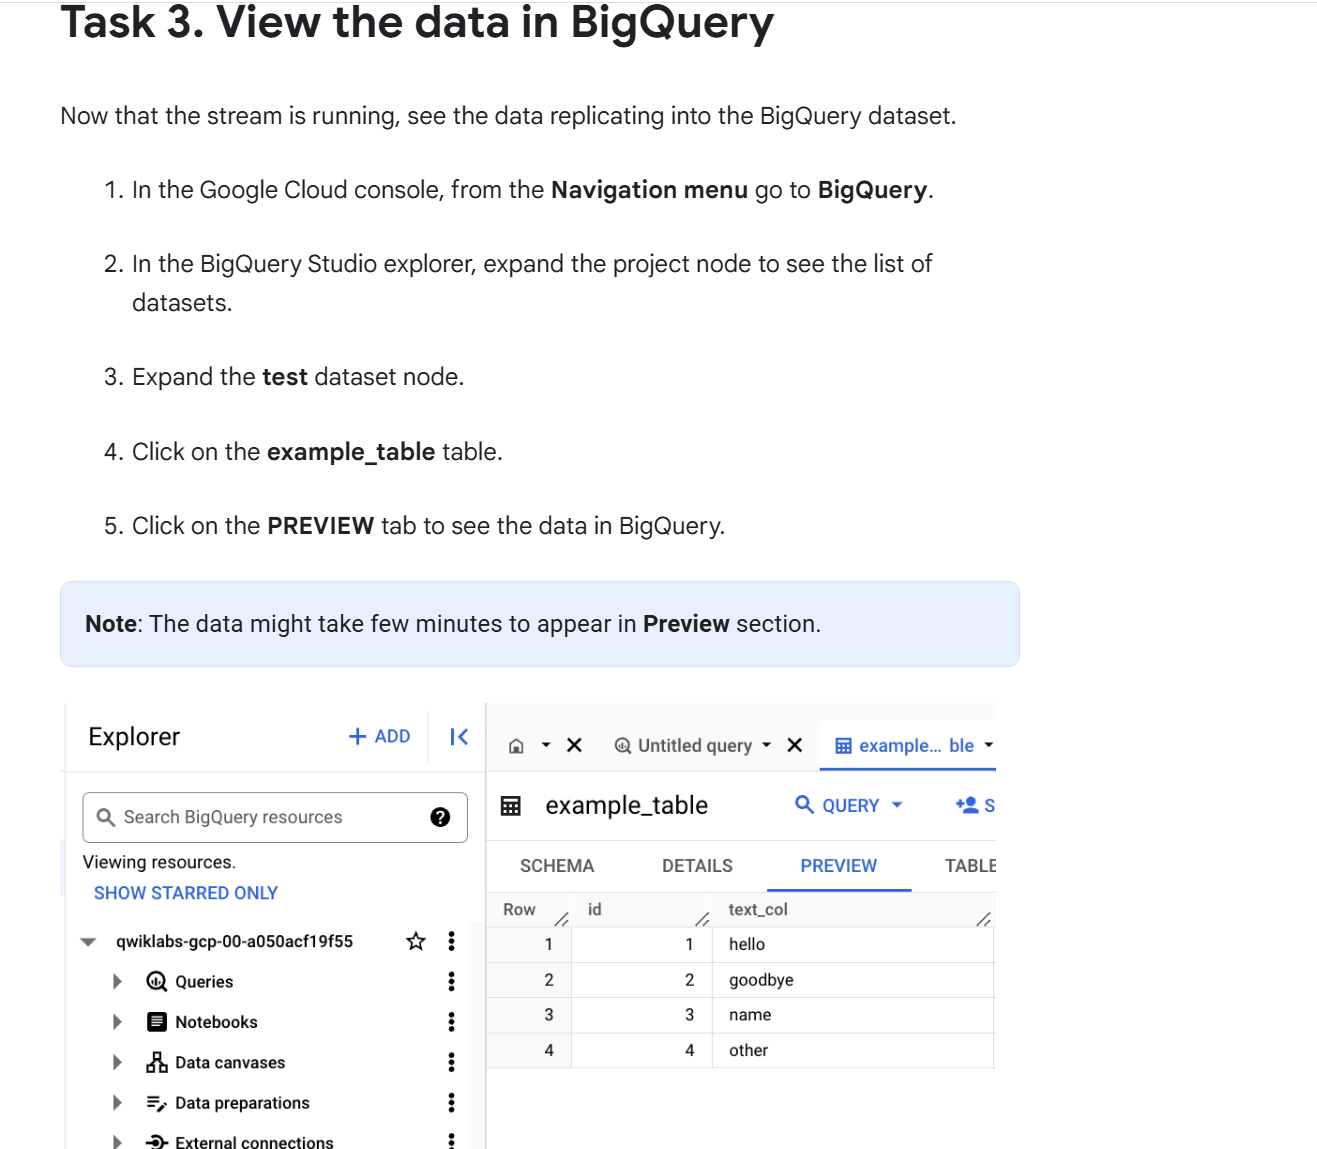 Task 3. View the data in BigQuery
Now that the stream is running, see the data replicating into the BigQuery dataset.
1. In the Google Cloud console, from the Navigation menu go to BigQuery.
2. In the BigQuery Studio explorer, expand the project node to see the list of
datasets.
3. Expand the test dataset node.
4. Click on the example_table table.
5. Click on the PREVIEW tab to see the data in BigQuery.
Note: The data might take few minutes to appear in Preview section.
Explorer
+ ADD
Search BigQuery resources
Viewing resources.
SHOW STARRED ONLY
qwiklabs-gcp-00-a050acf19f55
Queries
Notebooks
Data canvases
Data preparations
External connections
Untitled query
example... ble
example_table
QUERY
S
SCHEMA DETAILS PREVIEW TABLE
Row id text_col
1 1 hello
2 2 goodbye
3 3 name
4 4 other